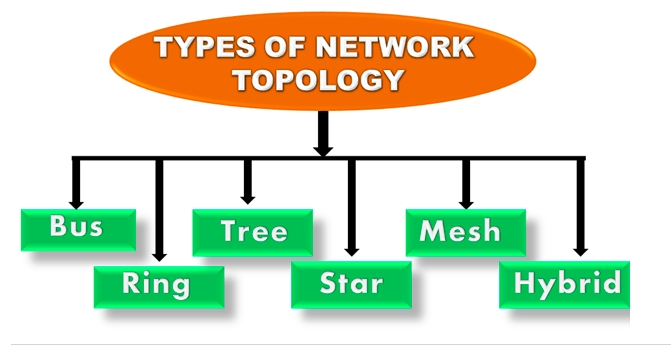 TYPES OF NETWORK
TOPOLOGY
Bus
Tree
Mesh
Ring
Star
Hybrid